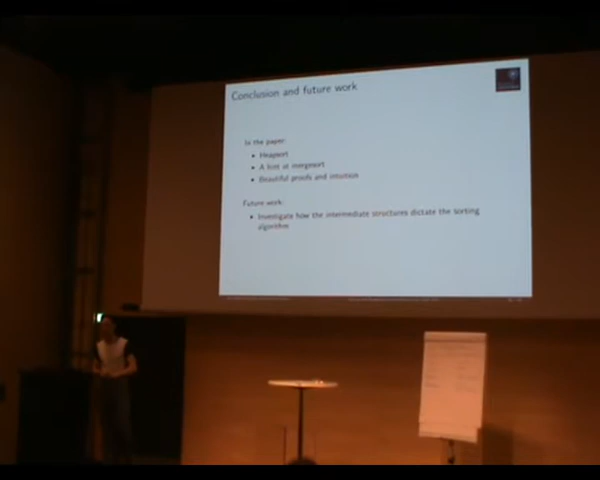 Conclusion and future work
In the paper:
• Heapsort
• A hint at mergesort
• Beautiful proofs and intuition
Future work:
• Investigate how the intermediate structures dictate the sorting
algorithm